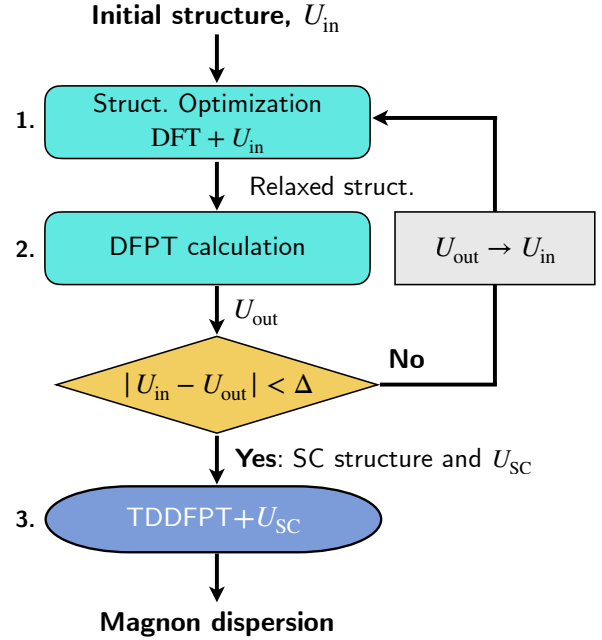 Initial structure, U_in
1.
Struct. Optimization
DFT + U_in
Relaxed struct.
2.
DFPT calculation
U_out → U_in
U_out
No
| U_in − U_out | < Δ
Yes: SC structure and U_SC
3.
TDDFPT+U_SC
Magnon dispersion